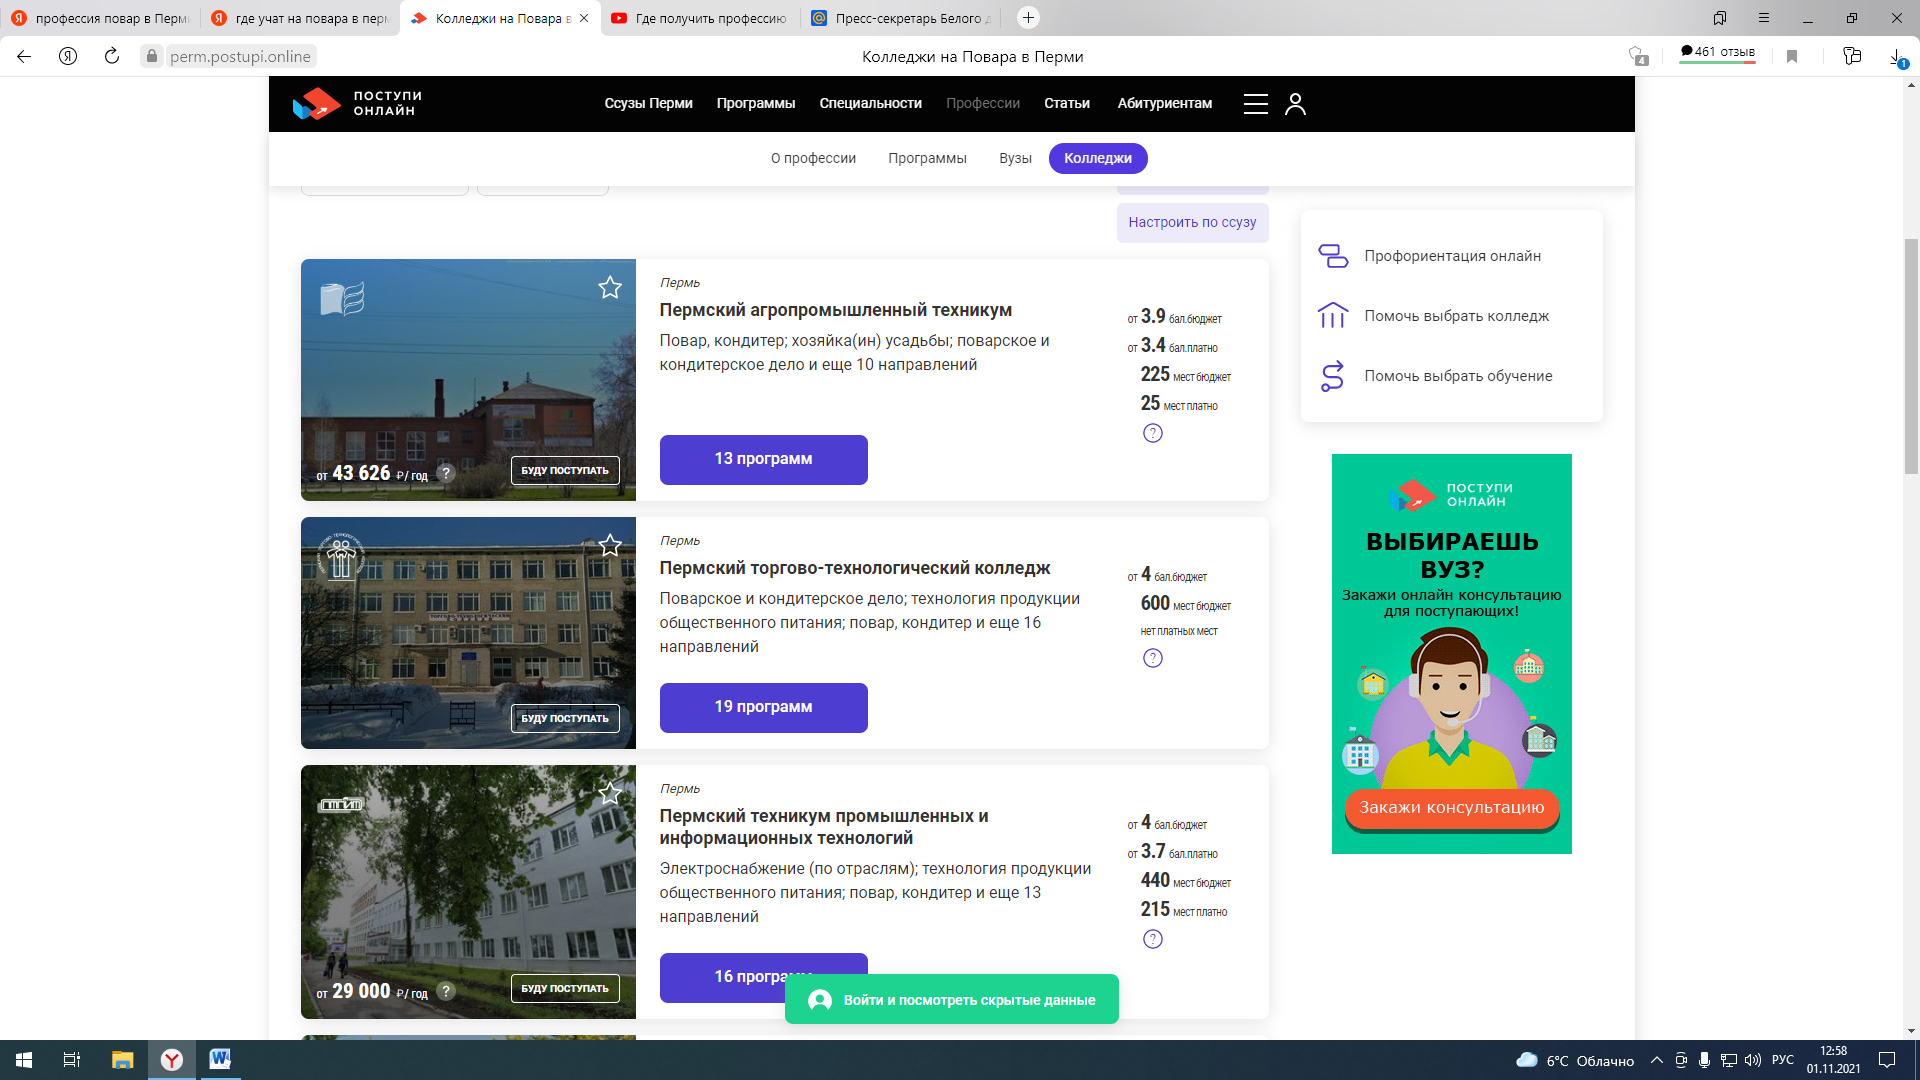 профессия повар в Перми
где учат на повара в перм
Колледжи на Повара в
Где получить профессию
Пресс-секретарь Белого д
perm.postupi.online
Колледжи на Повара в Перми
4
461 отзыв
1
ПОСТУПИ
ОНЛАЙН
Ссузы Перми
Программы
Специальности
Профессии
Статьи
Абитуриентам
О профессии
Программы
Вузы
Колледжи
Настроить по ссузу
Пермь
Пермский агропромышленный техникум
Повар, кондитер; хозяйка(ин) усадьбы; поварское и
кондитерское дело и еще 10 направлений
13 программ
от 3.9 бал.бюджет
от 3.4 бал.платно
225 мест бюджет
25 мест платно
?
от 43 626 ₽/ год ?
БУДУ ПОСТУПАТЬ
Пермь
Пермский торгово-технологический колледж
Поварское и кондитерское дело; технология продукции
общественного питания; повар, кондитер и еще 16
направлений
19 программ
от 4 бал.бюджет
600 мест бюджет
нет платных мест
?
БУДУ ПОСТУПАТЬ
Пермь
Пермский техникум промышленных и
информационных технологий
Электроснабжение (по отраслям); технология продукции
общественного питания; повар, кондитер и еще 13
направлений
16 програм
от 4 бал.бюджет
от 3.7 бал.платно
440 мест бюджет
215 мест платно
?
от 29 000 ₽/ год ?
БУДУ ПОСТУПАТЬ
Войти и посмотреть скрытые данные
Профориентация онлайн
Помочь выбрать колледж
Помочь выбрать обучение
ПОСТУПИ
ОНЛАЙН
ВЫБИРАЕШЬ
ВУЗ?
Закажи онлайн консультацию
для поступающих!
Закажи консультацию
6°C Облачно
РУС
12:58
01.11.2021